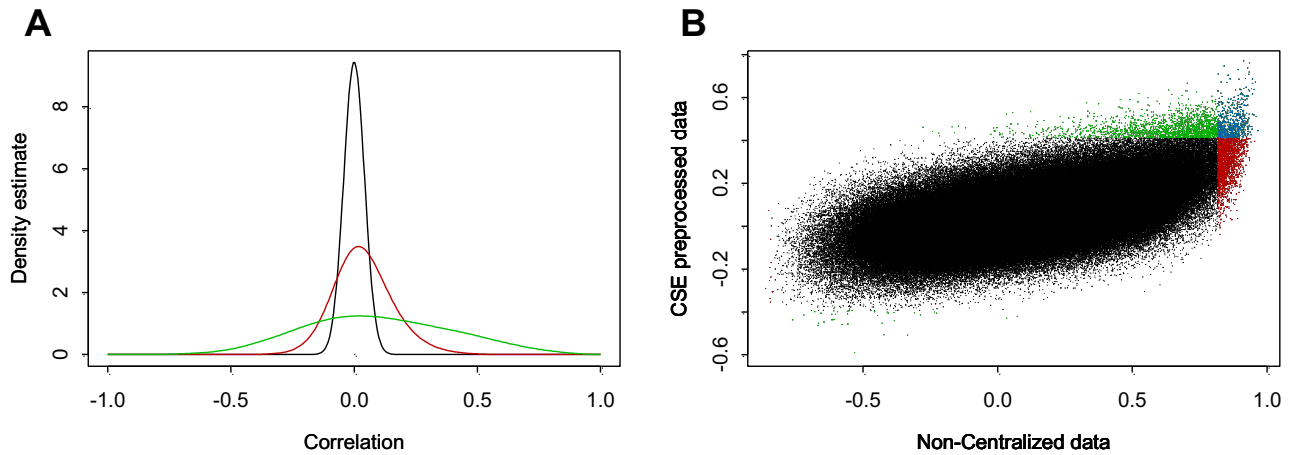 A
B
Density estimate
8
6
4
2
0
-1.0 -0.5 0.0 0.5 1.0
Correlation
CSE preprocessed data
0.6
0.2
-0.2
-0.6
-0.5 0.0 0.5 1.0
Non-Centralized data